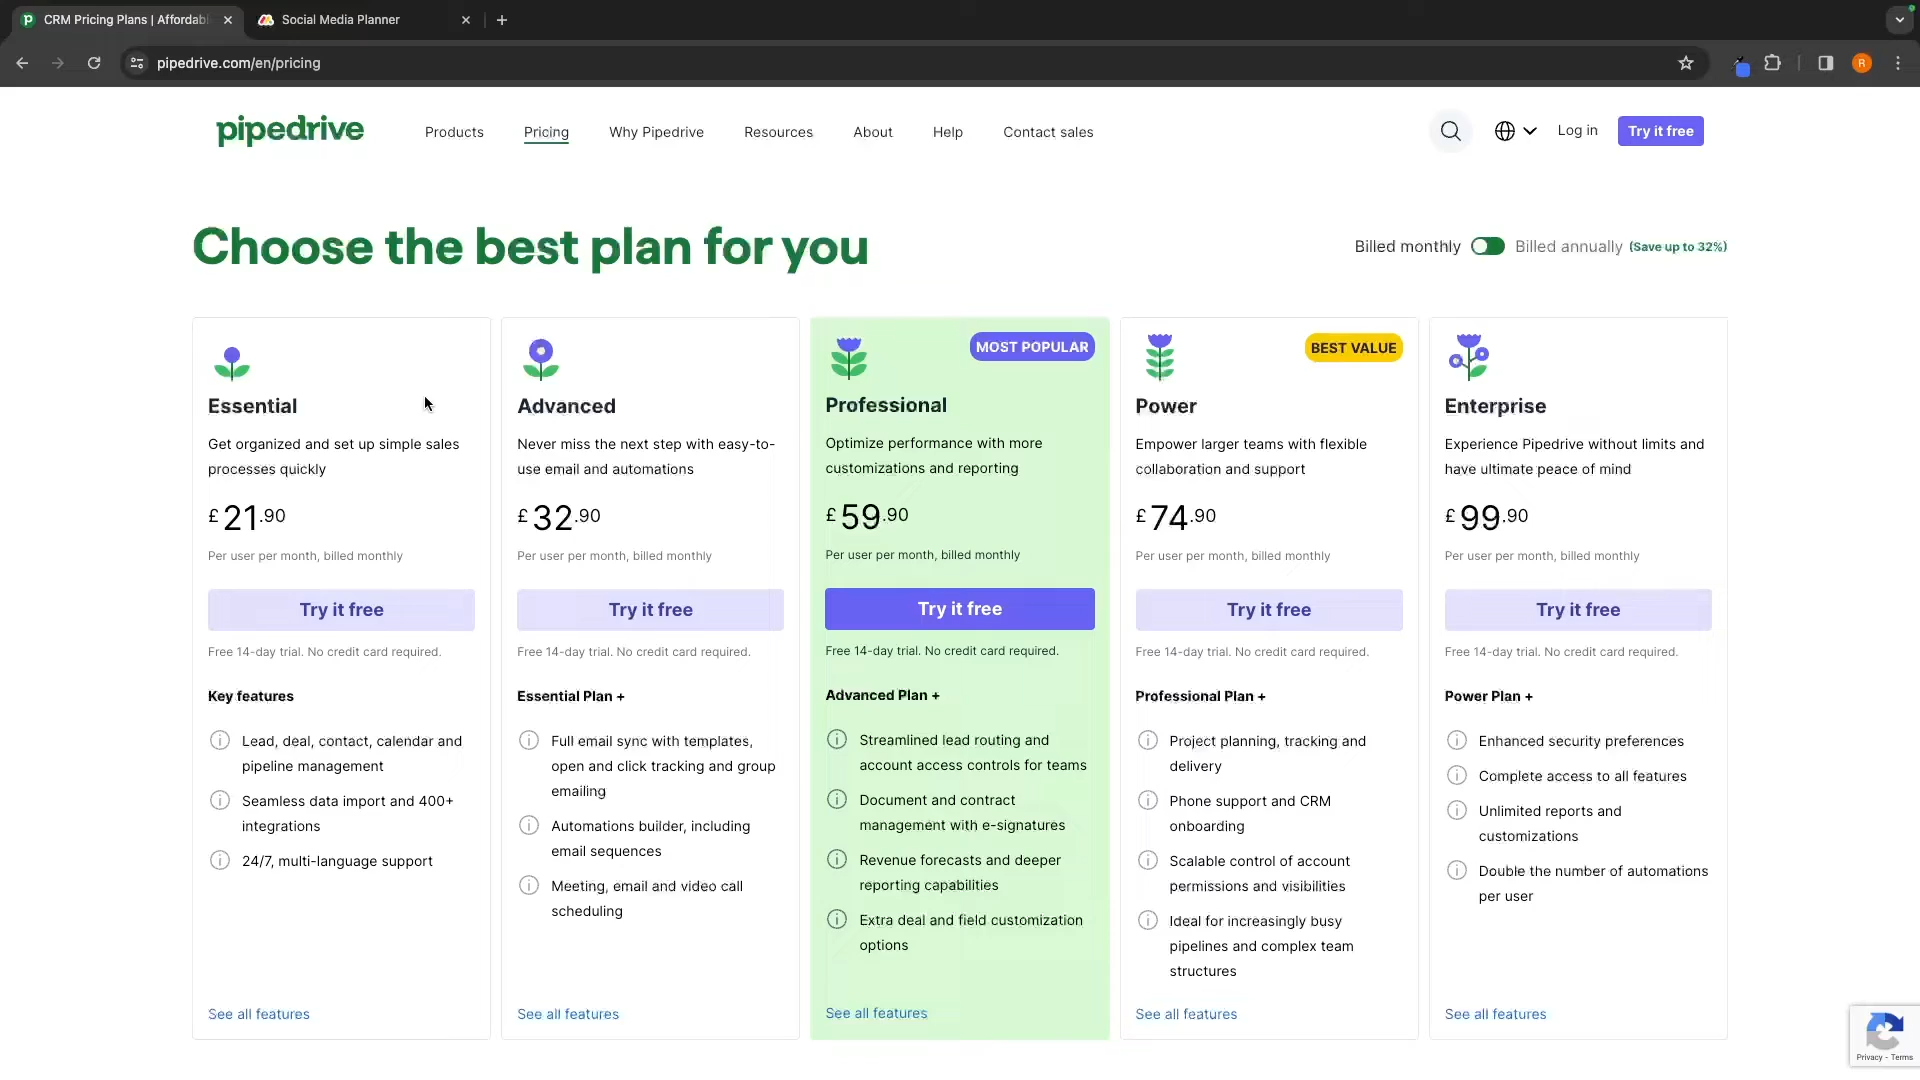 CRM Pricing Plans | Affordabl
Social Media Planner
pipedrive.com/en/pricing
R
pipedrive
Products
Pricing
Why Pipedrive
Resources
About
Help
Contact sales
Log in
Try it free
Choose the best plan for you
Billed monthly
Billed annually (Save up to 32%)
Essential
Get organized and set up simple sales
processes quickly
£21.90
Per user per month, billed monthly
Try it free
Free 14-day trial. No credit card required.
Key features
Lead, deal, contact, calendar and
pipeline management
Seamless data import and 400+
integrations
24/7, multi-language support
See all features
Advanced
Never miss the next step with easy-to-
use email and automations
£32.90
Per user per month, billed monthly
Try it free
Free 14-day trial. No credit card required.
Essential Plan +
Full email sync with templates,
open and click tracking and group
emailing
Automations builder, including
email sequences
Meeting, email and video call
scheduling
See all features
MOST POPULAR
Professional
Optimize performance with more
customizations and reporting
£59.90
Per user per month, billed monthly
Try it free
Free 14-day trial. No credit card required.
Advanced Plan +
Streamlined lead routing and
account access controls for teams
Document and contract
management with e-signatures
Revenue forecasts and deeper
reporting capabilities
Extra deal and field customization
options
See all features
BEST VALUE
Power
Empower larger teams with flexible
collaboration and support
£74.90
Per user per month, billed monthly
Try it free
Free 14-day trial. No credit card required.
Professional Plan +
Project planning, tracking and
delivery
Phone support and CRM
onboarding
Scalable control of account
permissions and visibilities
Ideal for increasingly busy
pipelines and complex team
structures
See all features
Enterprise
Experience Pipedrive without limits and
have ultimate peace of mind
£99.90
Per user per month, billed monthly
Try it free
Free 14-day trial. No credit card required.
Power Plan +
Enhanced security preferences
Complete access to all features
Unlimited reports and
customizations
Double the number of automations
per user
See all features
Privacy - Terms